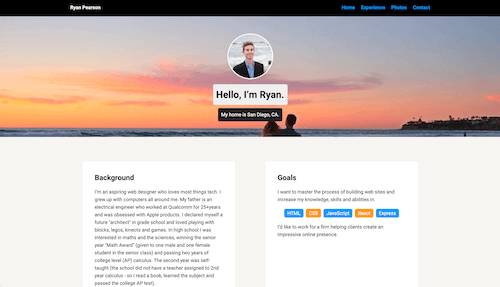 Ryan Pearson
Home Experience Photos Contact
Hello, I'm Ryan.
My home is San Diego, CA.
Background
I'm an aspiring web designer who loves most things tech. I
grew up with computers all around me. My father is an
electrical engineer who worked at Qualcomm for 25+years
and was obsessed with Apple products. I declared myself a
future "architect" in grade school and loved playing with
blocks, legos, kinects and games. In high school I was
interested in maths and the sciences, winning the senior
year "Math Award" (given to one male and one female
student in the senior class) and passing two years of
college level (AP) calculus. The second year was self-
taught (the school did not have a teacher assigned to 2nd
year calculus - so I read a book, learned the subject and
passed the college AP test).
Goals
I want to master the process of building web sites and
increase my knowledge, skills and abilities in:
HTML CSS JavaScript React Express
I'd like to work for a firm helping clients create an
impressive online presence.